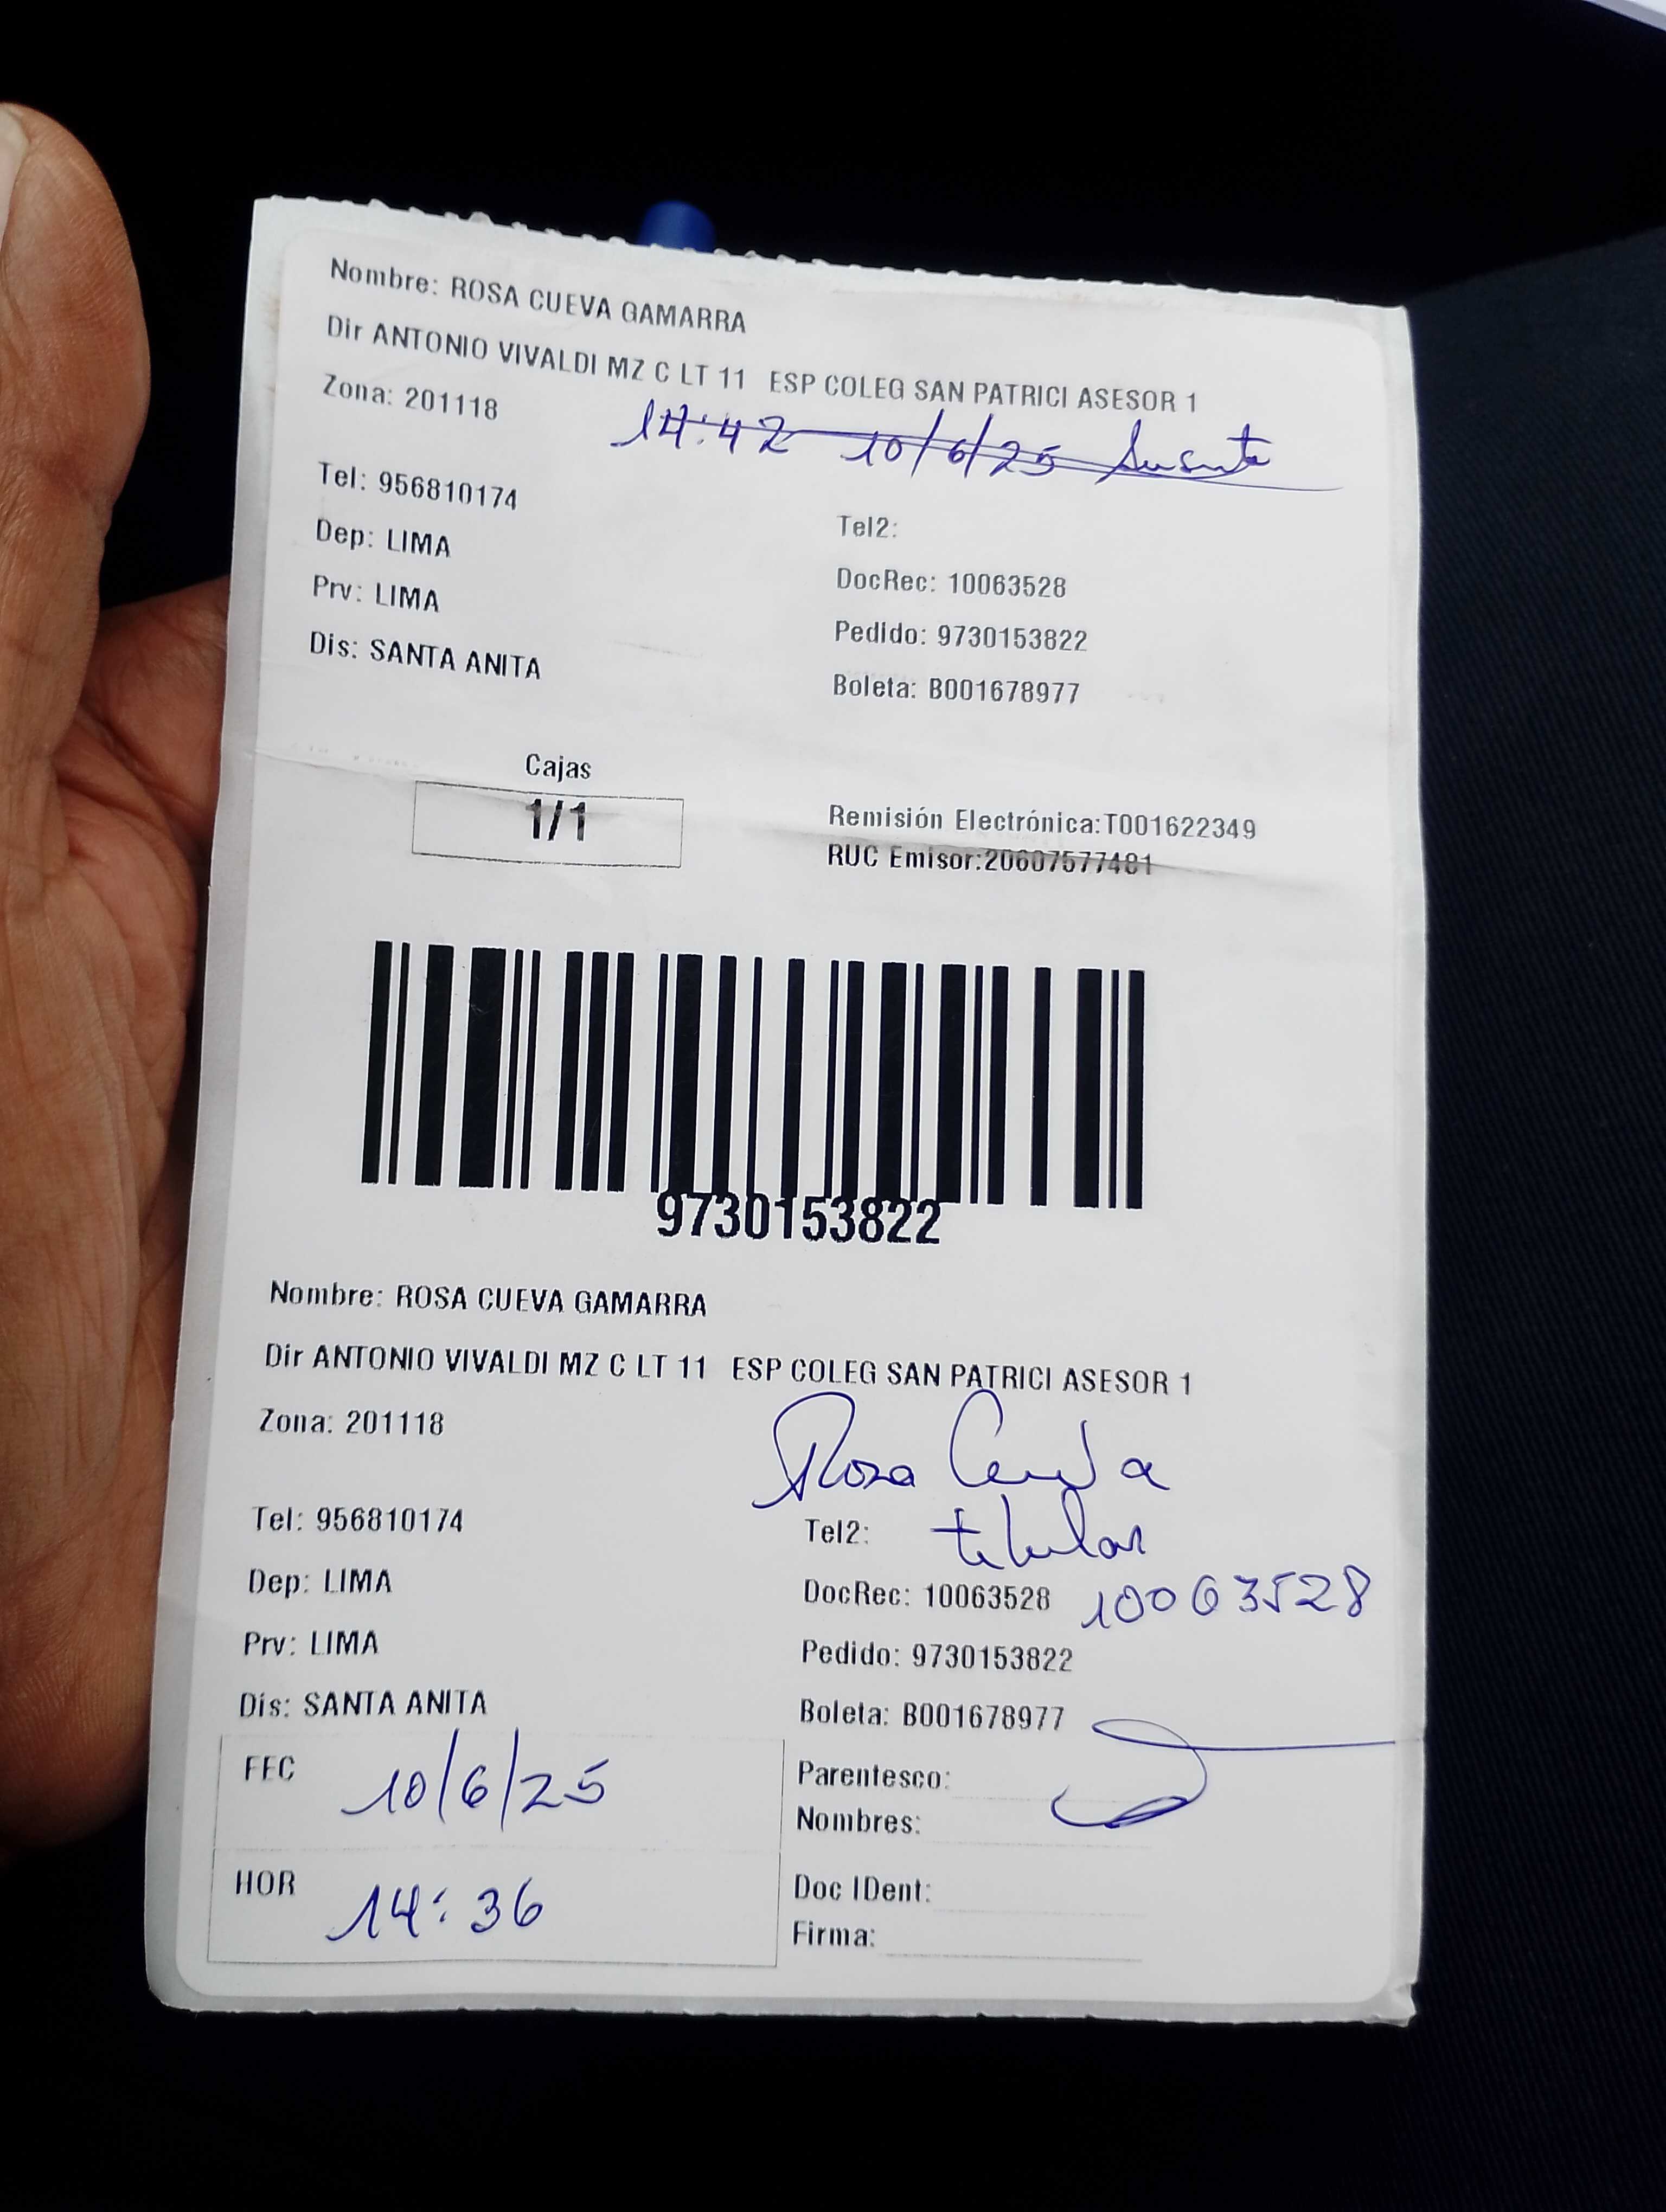 Nombre: ROSA CUEVA GAMARRA
Dir ANTONIO VIVALDI MZ C LT 11 ESP COLEG SAN PATRICI ASESOR 1
Zona: 201118
14:42 10/6/25
Tel: 956810174
Tel2:
Dep: LIMA
DocRec: 10063528
Prv: LIMA
Pedido: 9730153822
Dis: SANTA ANITA
Boleta: B001678977
Cajas
1/1
Remisión Electrónica:T001622349
RUC Emisor:20607577481
9730153822
Nombre: ROSA CUEVA GAMARRA
Dir ANTONIO VIVALDI MZ C LT 11 ESP COLEG SAN PATRICI ASESOR 1
Zona: 201118
Rosa Cueva
Tel: 956810174
Tel2: titular
Dep: LIMA
DocRec: 10063528 10063528
Prv: LIMA
Pedido: 9730153822
Dis: SANTA ANITA
Boleta: B001678977
FEC 10/6/25
Parentesco:
Nombres:
HOR 14:36
Doc IDent:
Firma: